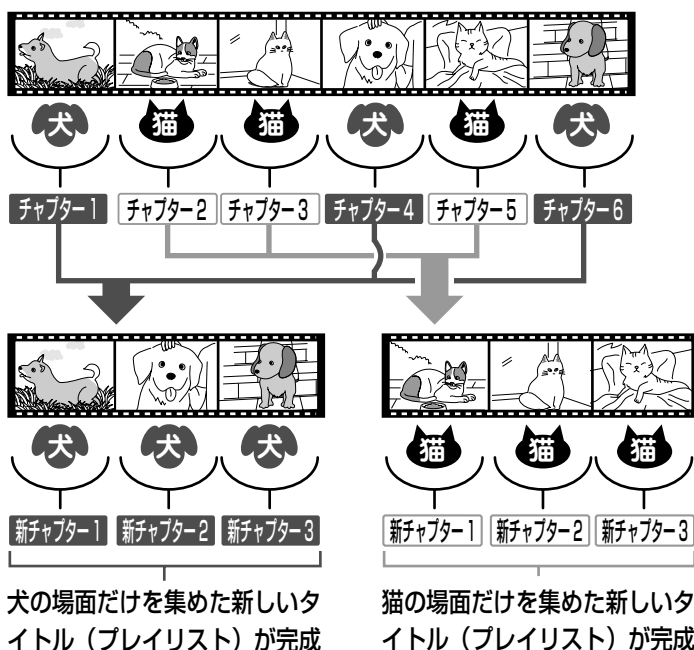 犬 猫 猫 犬 猫 犬
チャプター1 チャプター2 チャプター3 チャプター4 チャプター5 チャプター6
犬 犬 犬
新チャプター1 新チャプター2 新チャプター3
犬の場面だけを集めた新しいタ
イトル（プレイリスト）が完成
猫 猫 猫
新チャプター1 新チャプター2 新チャプター3
猫の場面だけを集めた新しいタ
イトル（プレイリスト）が完成